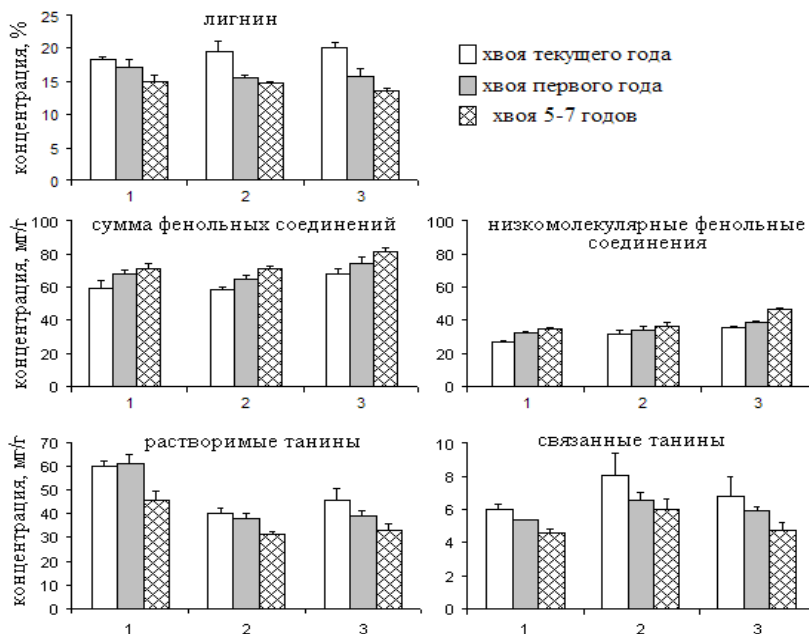 лигнин
концентрация, %
25
20
15
10
5
0
1 2 3
хвоя текущего года
хвоя первого года
хвоя 5-7 годов
сумма фенольных соединений
концентрация, мг/г
100
80
60
40
20
0
1 2 3
низкомолекулярные фенольные
соединения
100
80
60
40
20
0
1 2 3
растворимые танины
концентрация, мг/г
70
60
50
40
30
20
10
0
1 2 3
связанные танины
10
8
6
4
2
0
1 2 3